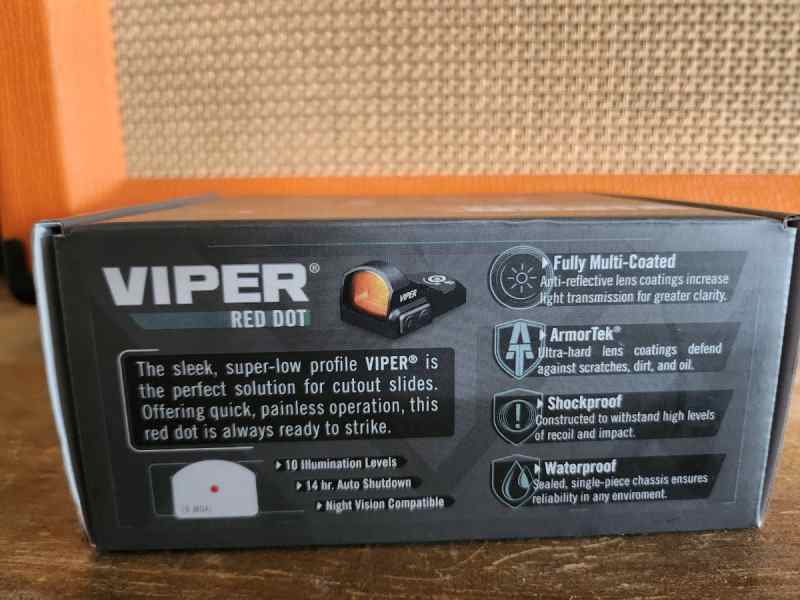 VIPER®
RED DOT
VIPER
The sleek, super-low profile VIPER® is
the perfect solution for cutout slides.
Offering quick, painless operation, this
red dot is always ready to strike.
10 Illumination Levels
14 hr. Auto Shutdown
Night Vision Compatible
Fully Multi-Coated
Anti-reflective lens coatings increase
light transmission for greater clarity.
ArmorTek®
Ultra-hard lens coatings defend
against scratches, dirt, and oil.
Shockproof
Constructed to withstand high levels
of recoil and impact.
Waterproof
Sealed, single-piece chassis ensures
reliability in any enviroment.